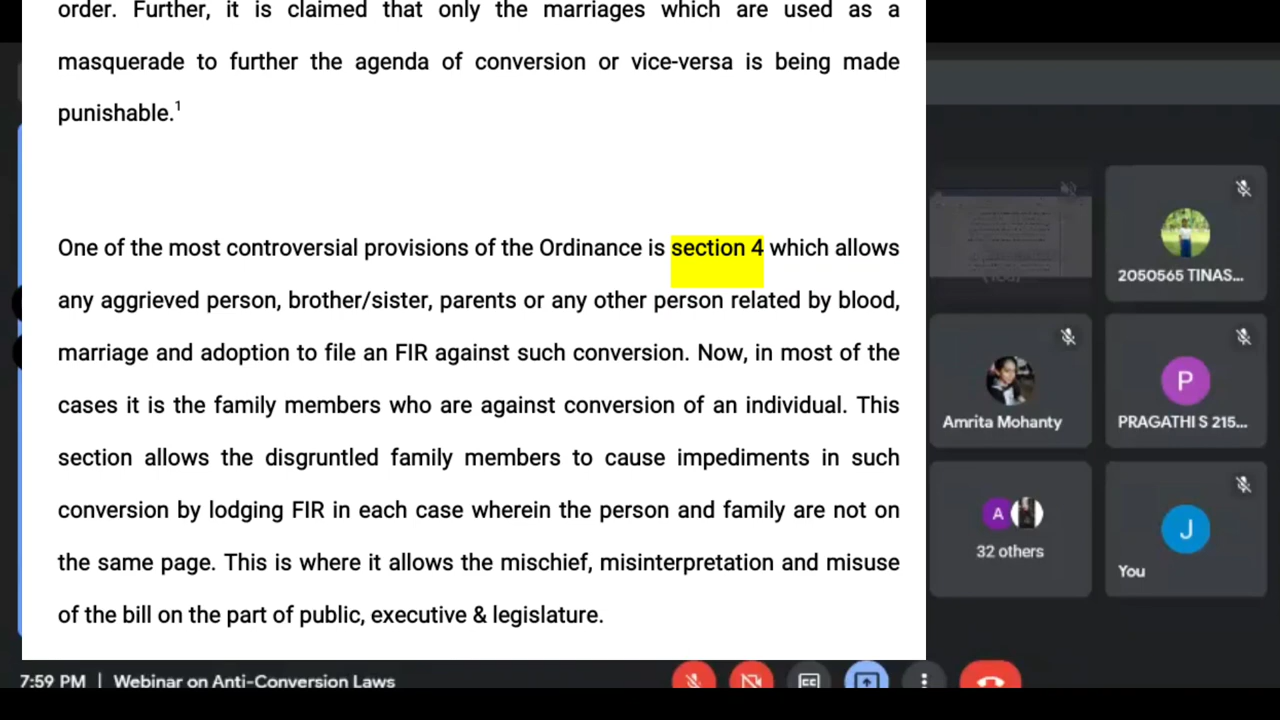 order. Further, it is claimed that only the marriages which are used as a
masquerade to further the agenda of conversion or vice-versa is being made
punishable.1
One of the most controversial provisions of the Ordinance is section 4 which allows
any aggrieved person, brother/sister, parents or any other person related by blood,
marriage and adoption to file an FIR against such conversion. Now, in most of the
cases it is the family members who are against conversion of an individual. This
section allows the disgruntled family members to cause impediments in such
conversion by lodging FIR in each case wherein the person and family are not on
the same page. This is where it allows the mischief, misinterpretation and misuse
of the bill on the part of public, executive & legislature.
2050565 TINAS...
Amrita Mohanty
P
PRAGATHI S 215...
A
32 others
J
You
7:59 PM | Webinar on Anti-Conversion Laws
CC